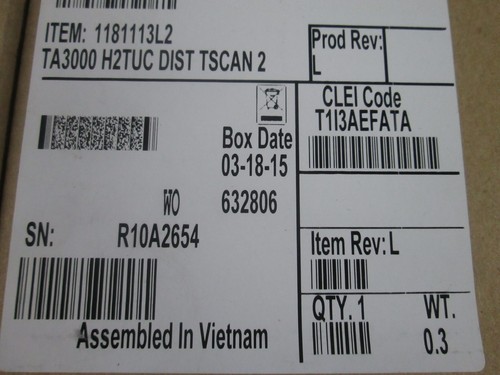 ITEM: 1181113L2
TA3000 H2TUC DIST TSCAN 2
Prod Rev:
L
CLEI Code
T1I3AEFATA
Box Date
03-18-15
WO 632806
SN: R10A2654
Item Rev: L
QTY. 1 WT.
0.3
Assembled In Vietnam